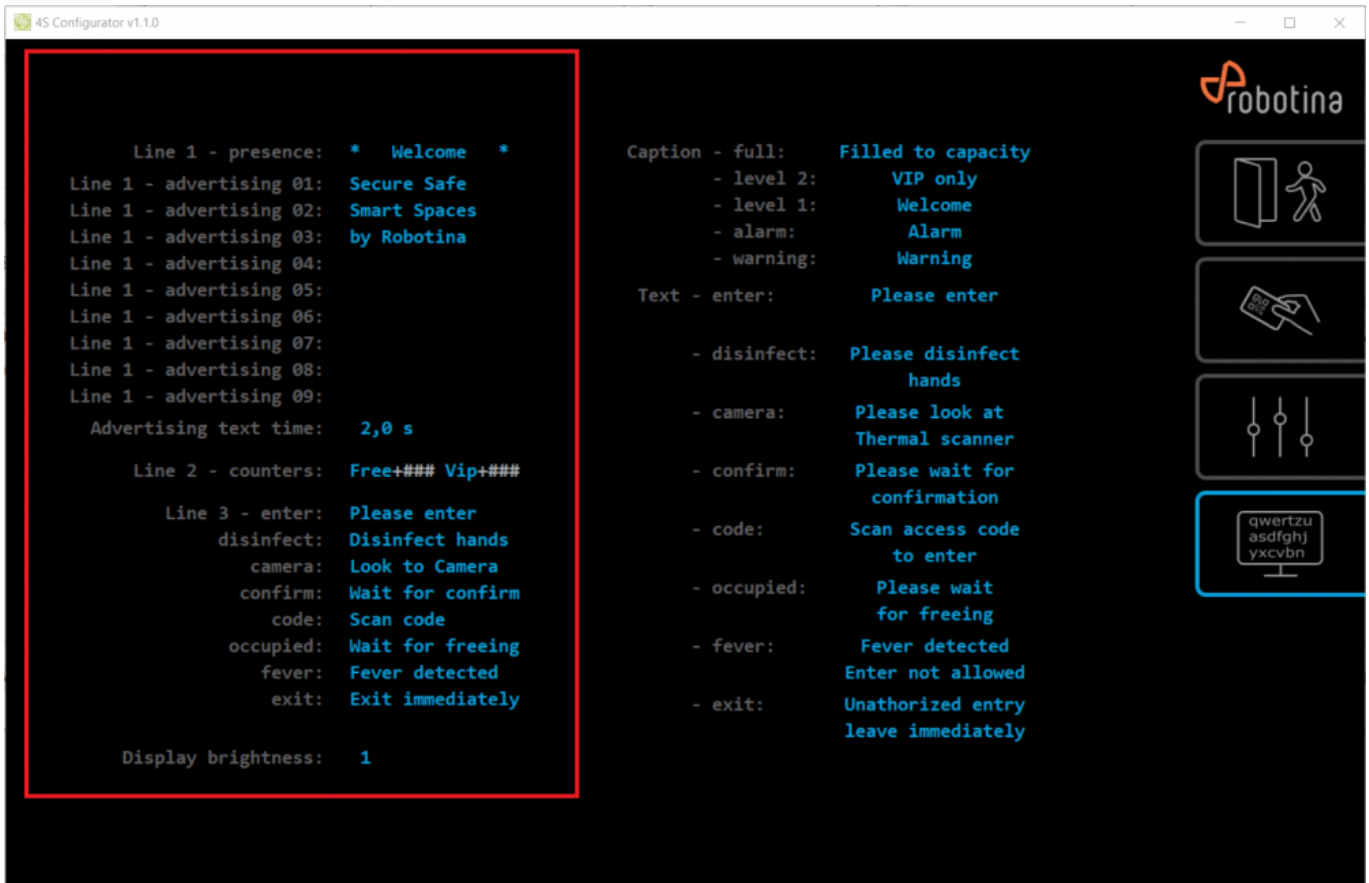 4S Configurator v1.1.0
robotina
Line 1 - presence: * Welcome *
Line 1 - advertising 01: Secure Safe
Line 1 - advertising 02: Smart Spaces
Line 1 - advertising 03: by Robotina
Line 1 - advertising 04:
Line 1 - advertising 05:
Line 1 - advertising 06:
Line 1 - advertising 07:
Line 1 - advertising 08:
Line 1 - advertising 09:
Advertising text time: 2,0 s
Line 2 - counters: Free+### Vip+###
Line 3 - enter: Please enter
disinfect: Disinfect hands
camera: Look to Camera
confirm: Wait for confirm
code: Scan code
occupied: Wait for freeing
fever: Fever detected
exit: Exit immediately
Display brightness: 1
Caption - full: Filled to capacity
- level 2: VIP only
- level 1: Welcome
- alarm: Alarm
- warning: Warning
Text - enter: Please enter
- disinfect: Please disinfect
hands
- camera: Please look at
Thermal scanner
- confirm: Please wait for
confirmation
- code: Scan access code
to enter
- occupied: Please wait
for freeing
- fever: Fever detected
Enter not allowed
- exit: Unathorized entry
leave immediately
qwertzu
asdfghj
yxcvbn